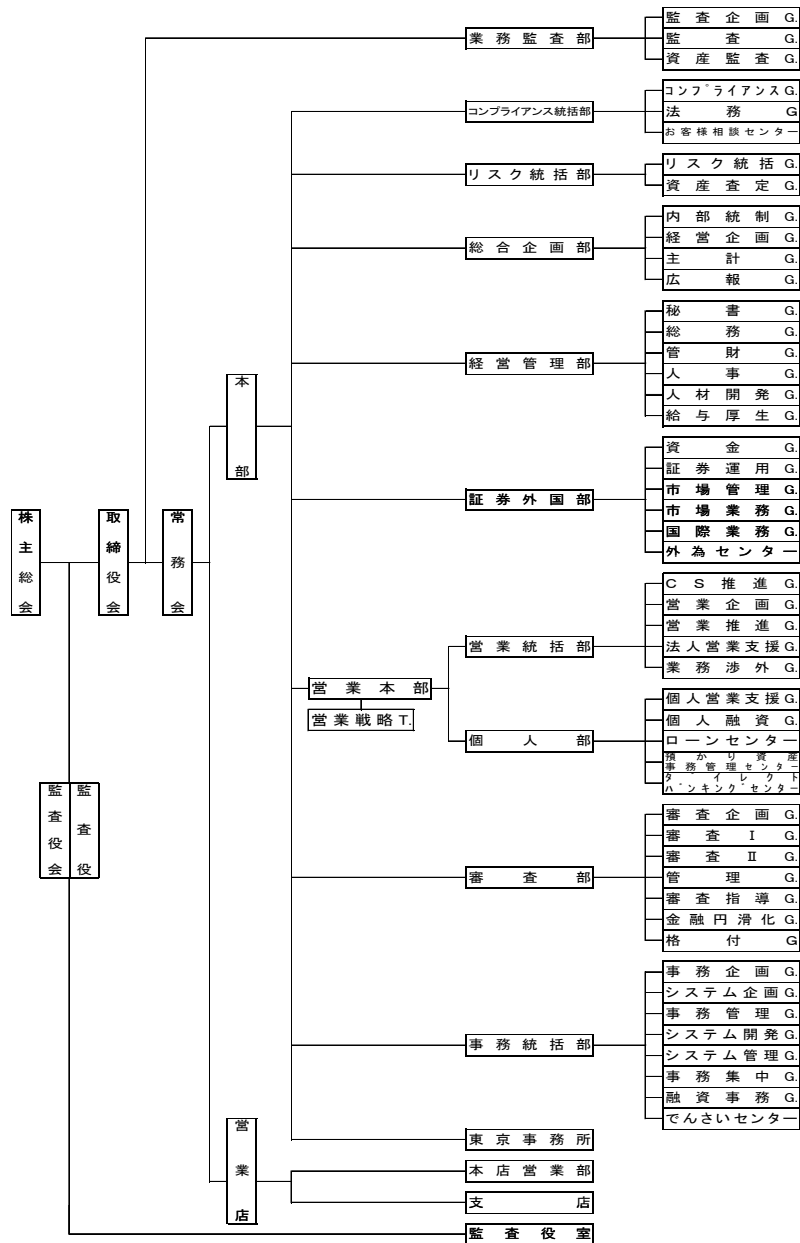 株主総会
取締役会
常務会
監査役会
監査役
本部
営業店
業務監査部
監査企画G.
監査G.
資産監査G.
コンプライアンス統括部
コンプライアンスG.
法務G
お客様相談センター
リスク統括部
リスク統括G.
資産査定G.
総合企画部
内部統制G.
経営企画G.
主計G.
広報G.
経営管理部
秘書G.
総務G.
管財G.
人事G.
人材開発G.
給与厚生G.
証券外国部
資金G.
証券運用G.
市場管理G.
市場業務G.
国際業務G.
外為センター
営業本部
営業戦略T.
営業統括部
CS推進G.
営業企画G.
営業推進G.
法人営業支援G.
業務渉外G.
個人部
個人営業支援G.
個人融資G.
ローンセンター
預かり資産
事務管理センター
ダイレクト
バンキングセンター
審査部
審査企画G.
審査ⅠG.
審査ⅡG.
管理G.
審査指導G.
金融円滑化G.
格付G
事務統括部
事務企画G.
システム企画G.
事務管理G.
システム開発G.
システム管理G.
事務集中G.
融資事務G.
でんさいセンター
東京事務所
本店営業部
支店
監査役室